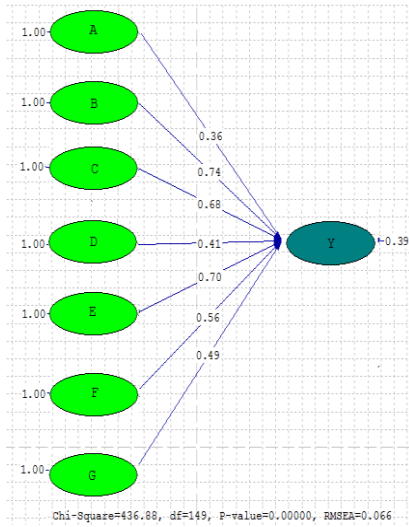 1.00 A
0.36
1.00 B
0.74
1.00 C
0.68
1.00 D
0.41
Y
0.39
0.70
1.00 E
0.56
0.49
1.00 F
1.00 G
Chi-Square=436.88, df=149, P-value=0.00000, RMSEA=0.066